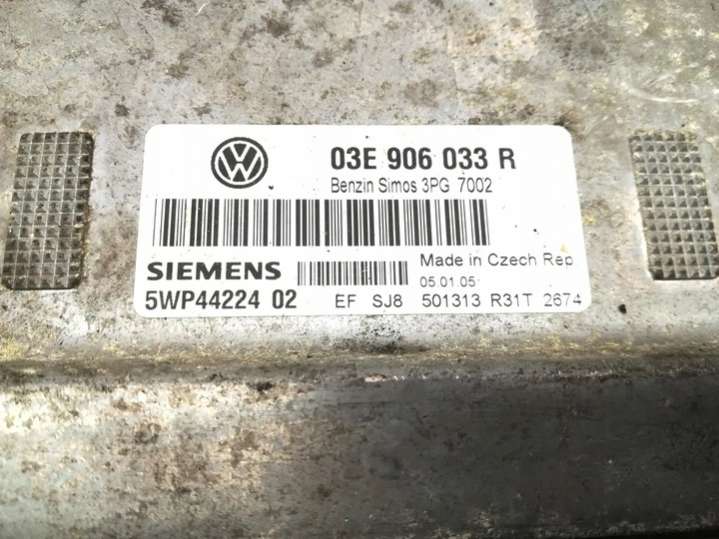 VW
03E 906 033 R
Benzin Simos 3PG 7002
SIEMENS
Made in Czech Rep
05.01.05
5WP44224 02 EF SJ8 501313 R31T 2674